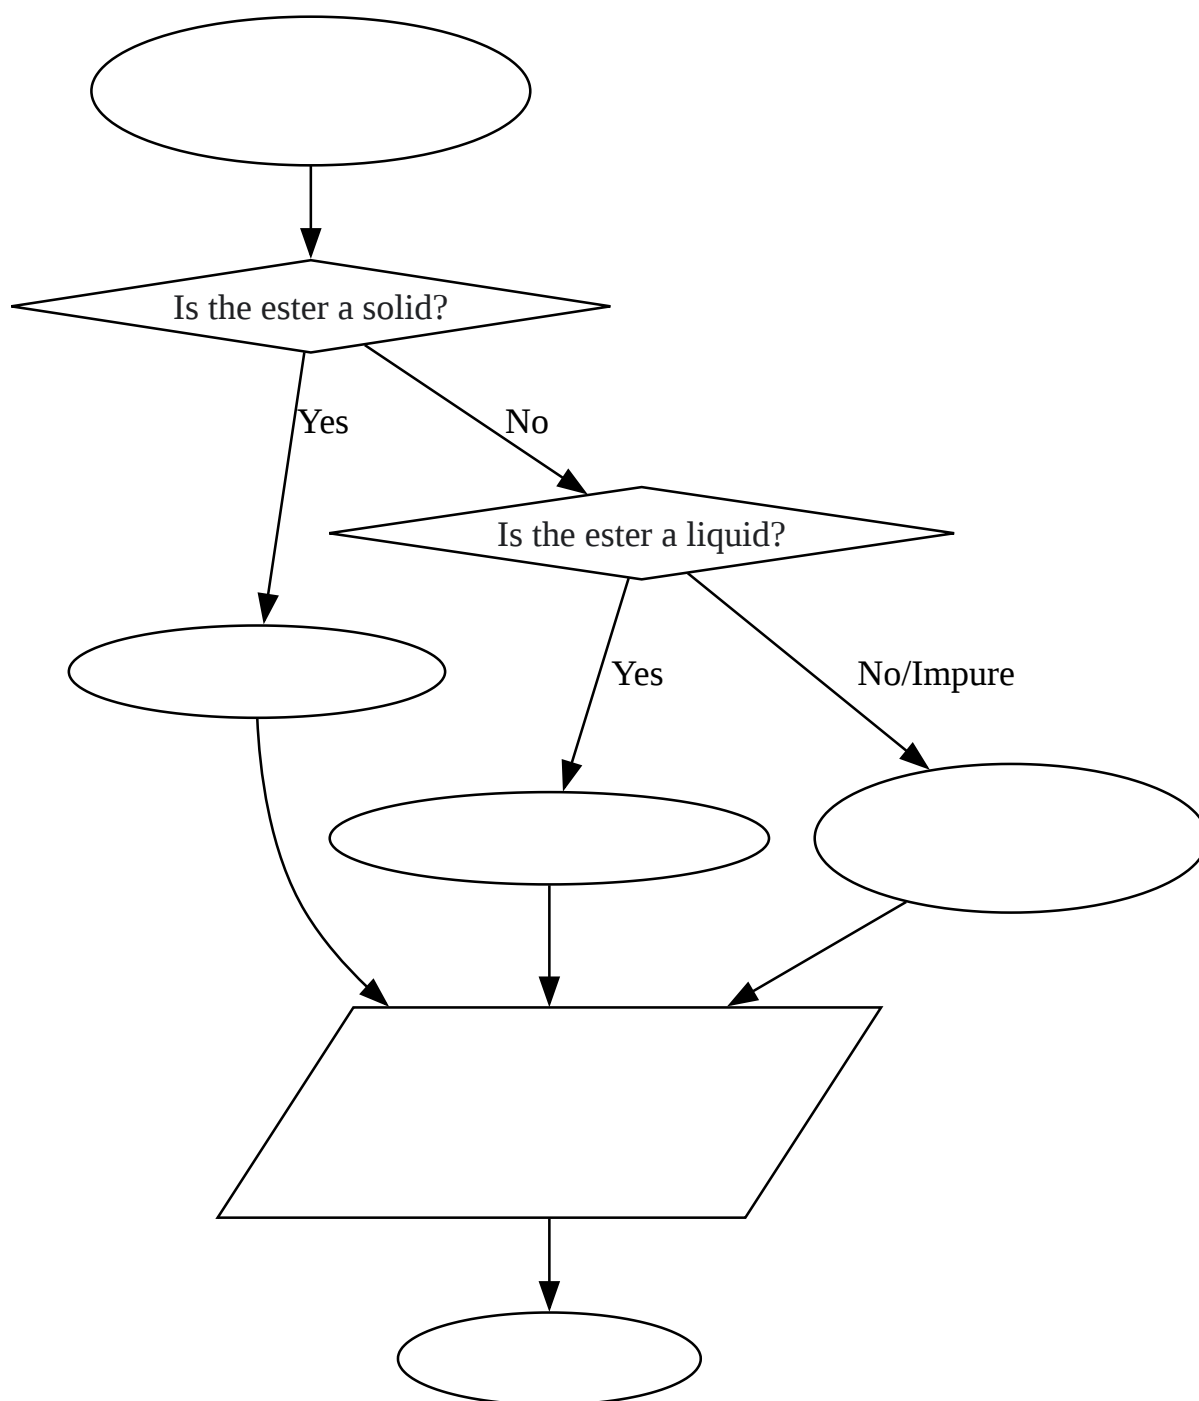 Is the ester a solid?
Yes
No
Is the ester a liquid?
Yes
No/Impure